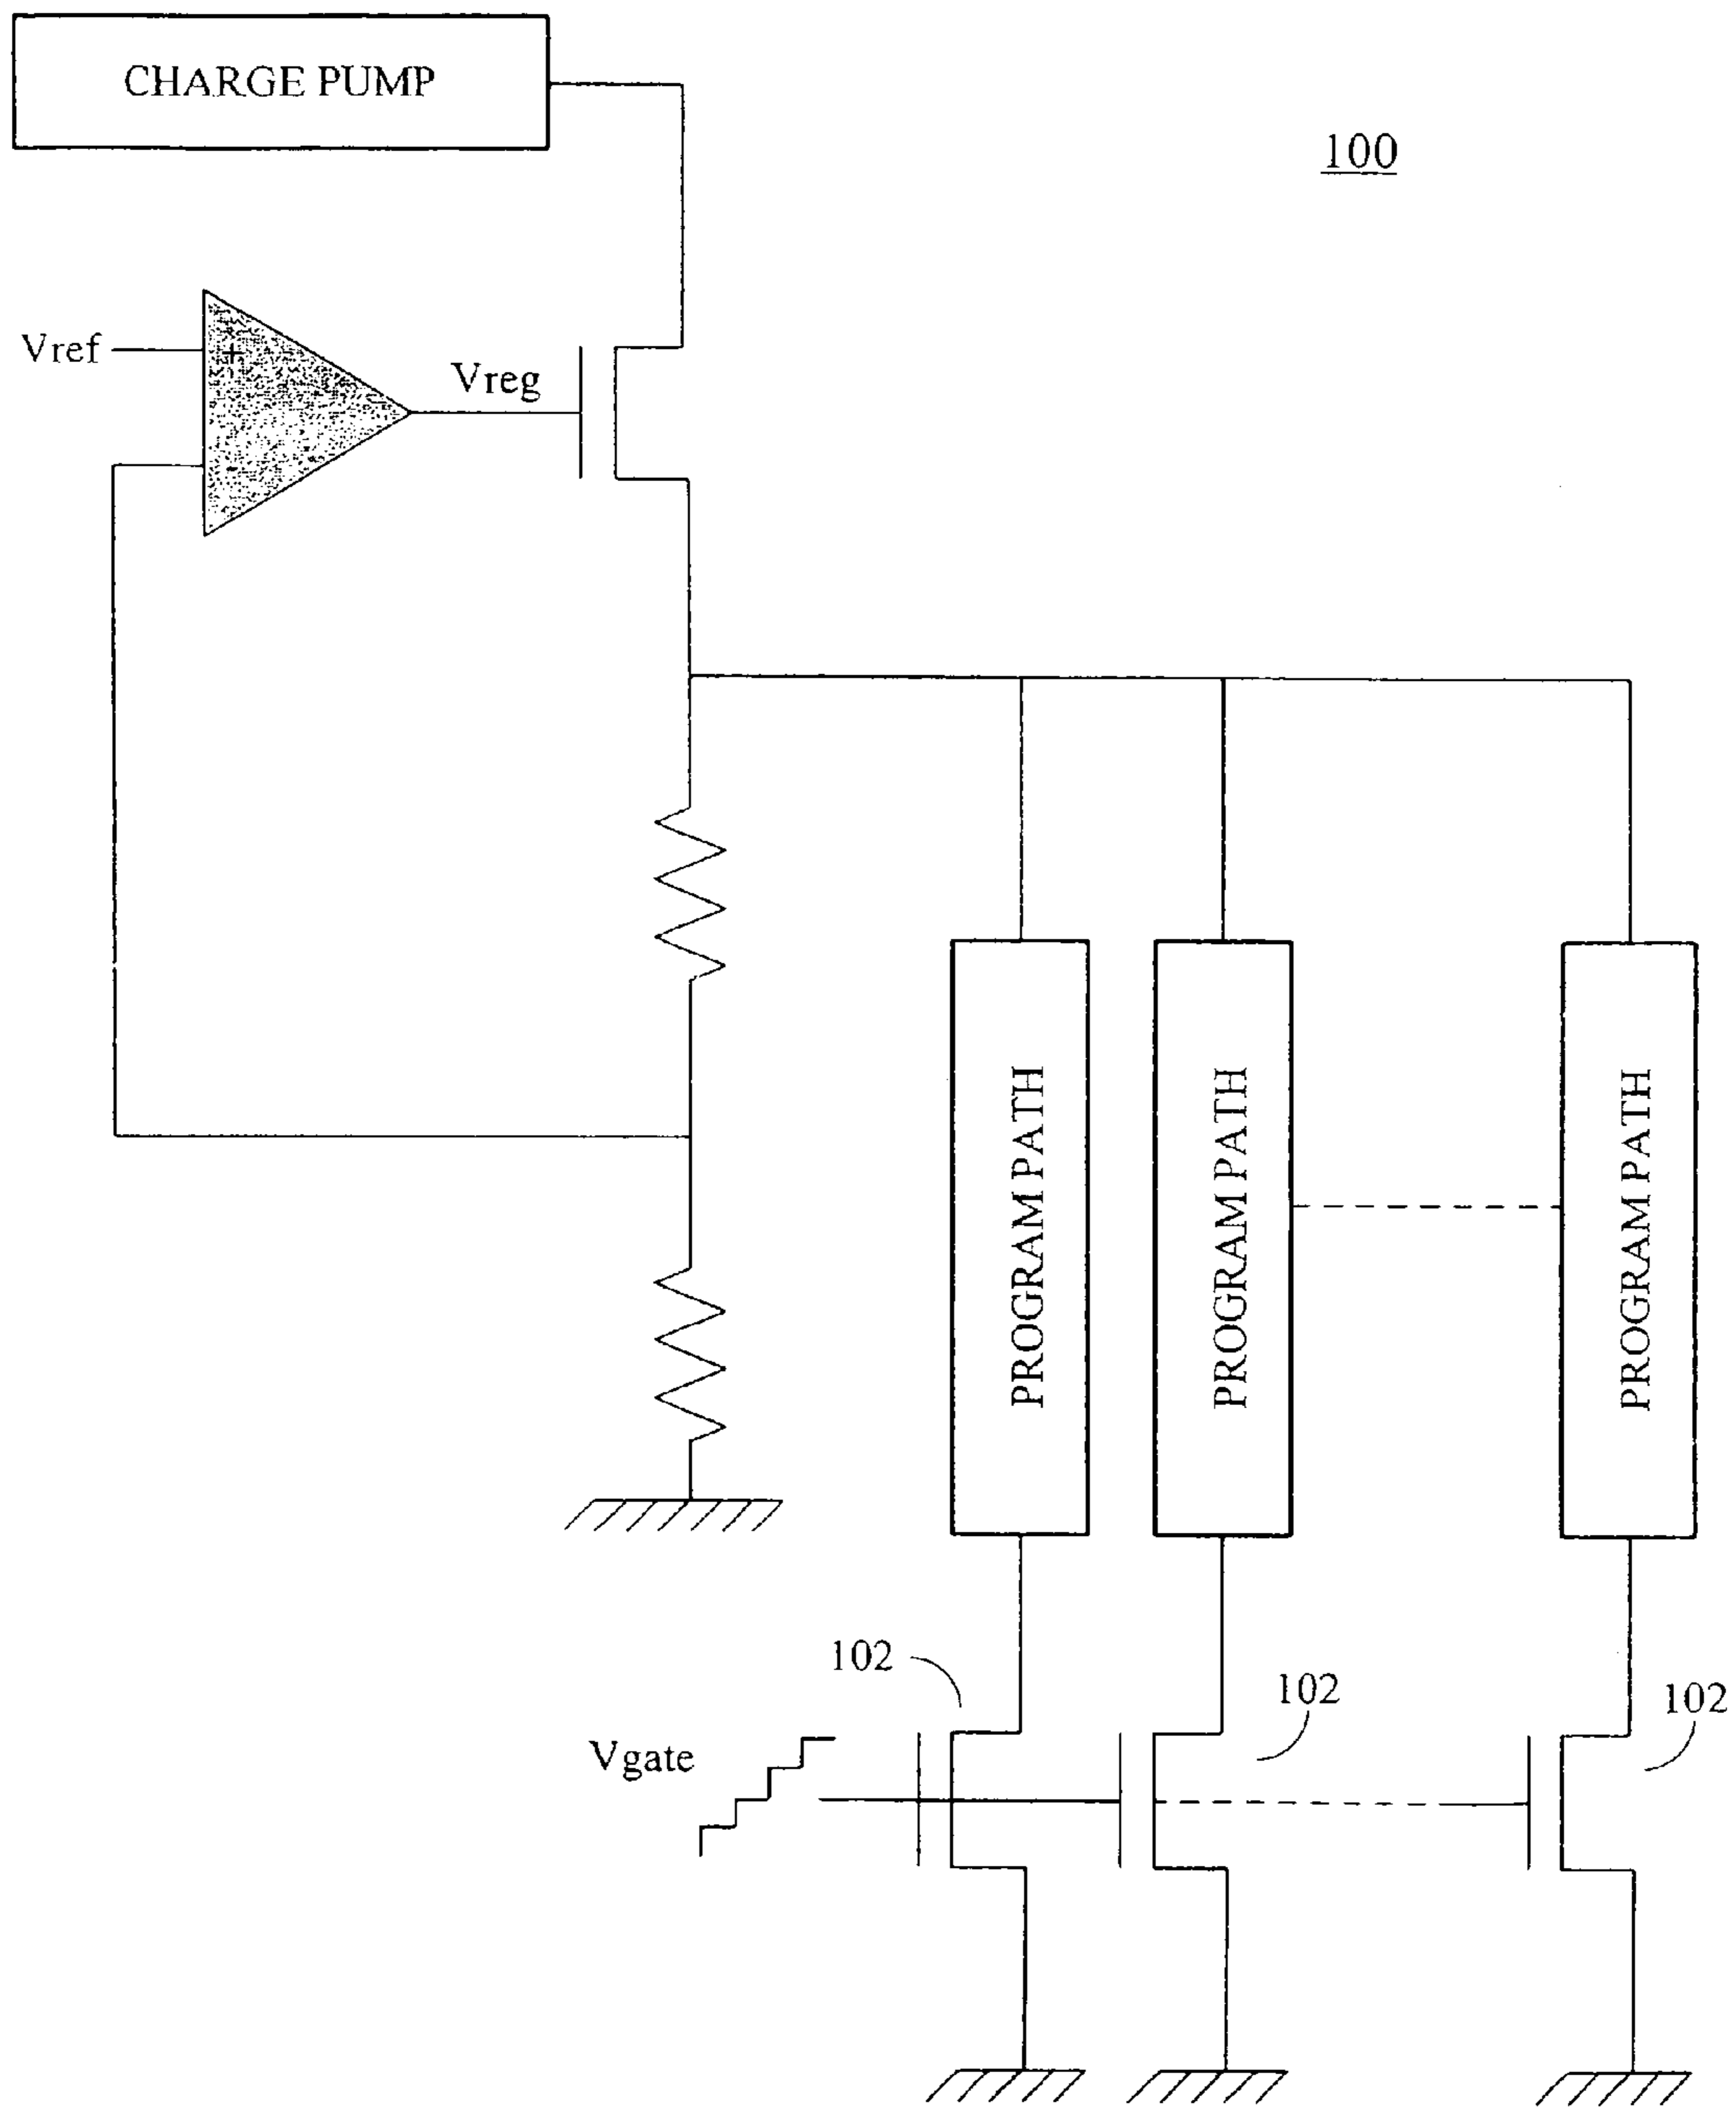 CHARGE PUMP
100
Vref
+
Vreg
-
PROGRAM PATH
PROGRAM PATH
PROGRAM PATH
102
102
102
Vgate